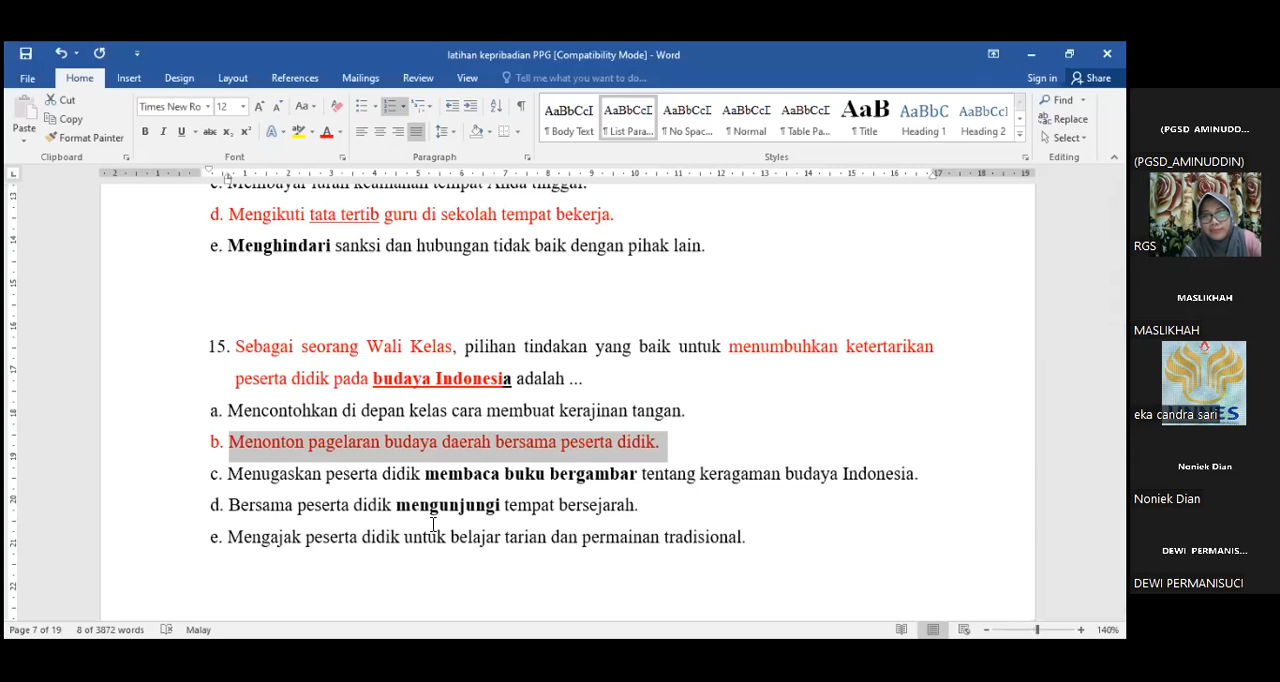 latihan kepribadian PPG [Compatibility Mode] - Word
File Home Insert Design Layout References Mailings Review View Tell me what you want to do... Sign in Share
Paste Cut Copy Format Painter
Times New Ro 12
AaBbCcI AaBbCcI AaBbCcI AaBbCcI AaBbCcI AaB AaBbC AaBbCcI
¶ Body Text ¶ List Para... ¶ No Spac... ¶ Normal ¶ Table Pa... ¶ Title Heading 1 Heading 2
Find Replace Select
Clipboard Font Paragraph Styles Editing
d. Mengikuti tata tertib guru di sekolah tempat bekerja.
e. Menghindari sanksi dan hubungan tidak baik dengan pihak lain.
15. Sebagai seorang Wali Kelas, pilihan tindakan yang baik untuk menumbuhkan ketertarikan
peserta didik pada budaya Indonesia adalah ...
a. Mencontohkan di depan kelas cara membuat kerajinan tangan.
b. Menonton pagelaran budaya daerah bersama peserta didik.
c. Menugaskan peserta didik membaca buku bergambar tentang keragaman budaya Indonesia.
d. Bersama peserta didik mengunjungi tempat bersejarah.
e. Mengajak peserta didik untuk belajar tarian dan permainan tradisional.
Page 7 of 19 8 of 3872 words Malay 140%
(PGSD_AMINUDD...
(PGSD_AMINUDDIN)
RGS
MASLIKHAH
MASLIKHAH
eka candra sari
Noniek Dian
Noniek Dian
DEWI PERMANIS...
DEWI PERMANISUCI